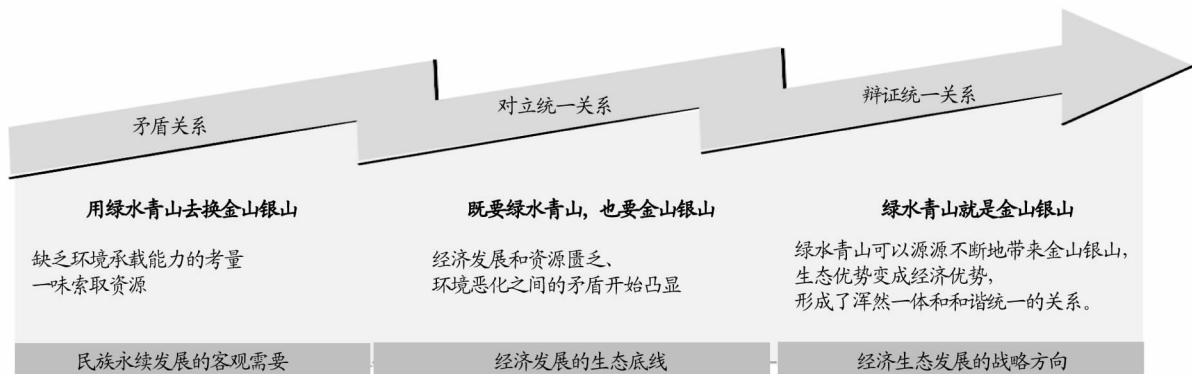 矛盾关系
对立统一关系
辩证统一关系
用绿水青山去换金山银山
缺乏环境承载能力的考量
一味索取资源
既要绿水青山，也要金山银山
经济发展和资源匮乏、
环境恶化之间的矛盾开始凸显
绿水青山就是金山银山
绿水青山可以源源不断地带来金山银山，
生态优势变成经济优势，
形成了浑然一体和和谐统一的关系。
民族永续发展的客观需要
经济发展的生态底线
经济生态发展的战略方向